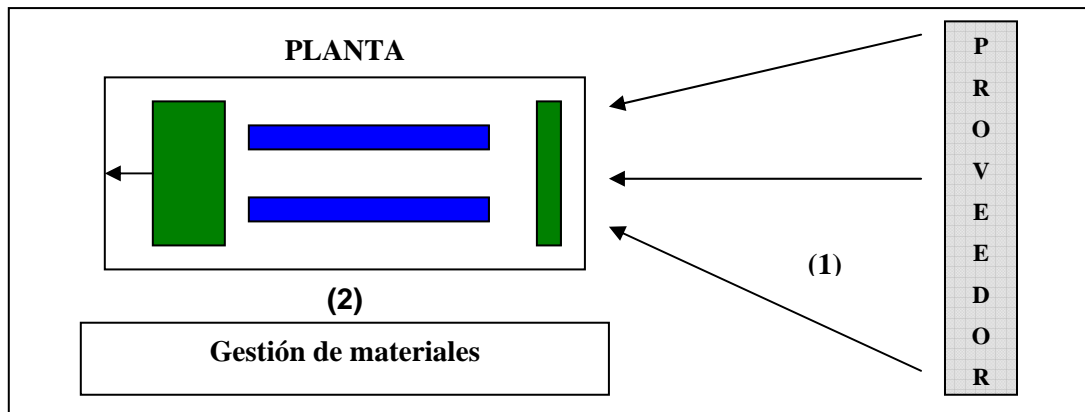 PLANTA
(1)
(2)
Gestión de materiales
P
R
O
V
E
E
D
O
R